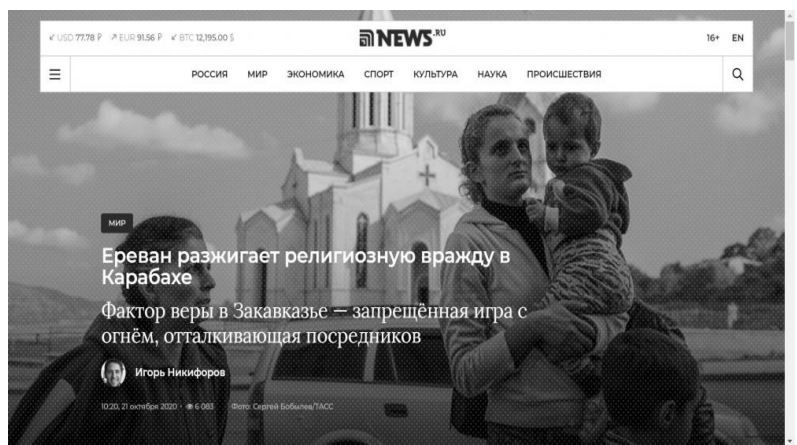 USD 77.78 ₽ EUR 91.56 ₽ BTC 12,195.00 $
NEWS.RU
16+ EN
РОССИЯ МИР ЭКОНОМИКА СПОРТ КУЛЬТУРА НАУКА ПРОИСШЕСТВИЯ
МИР
Ереван разжигает религиозную вражду в
Карабахе
Фактор веры в Закавказье — запрещённая игра с
огнём, отталкивающая посредников
Игорь Никифоров
10:20, 21 октября 2020 · 6 083 Фото: Сергей Бобылев/ТАСС